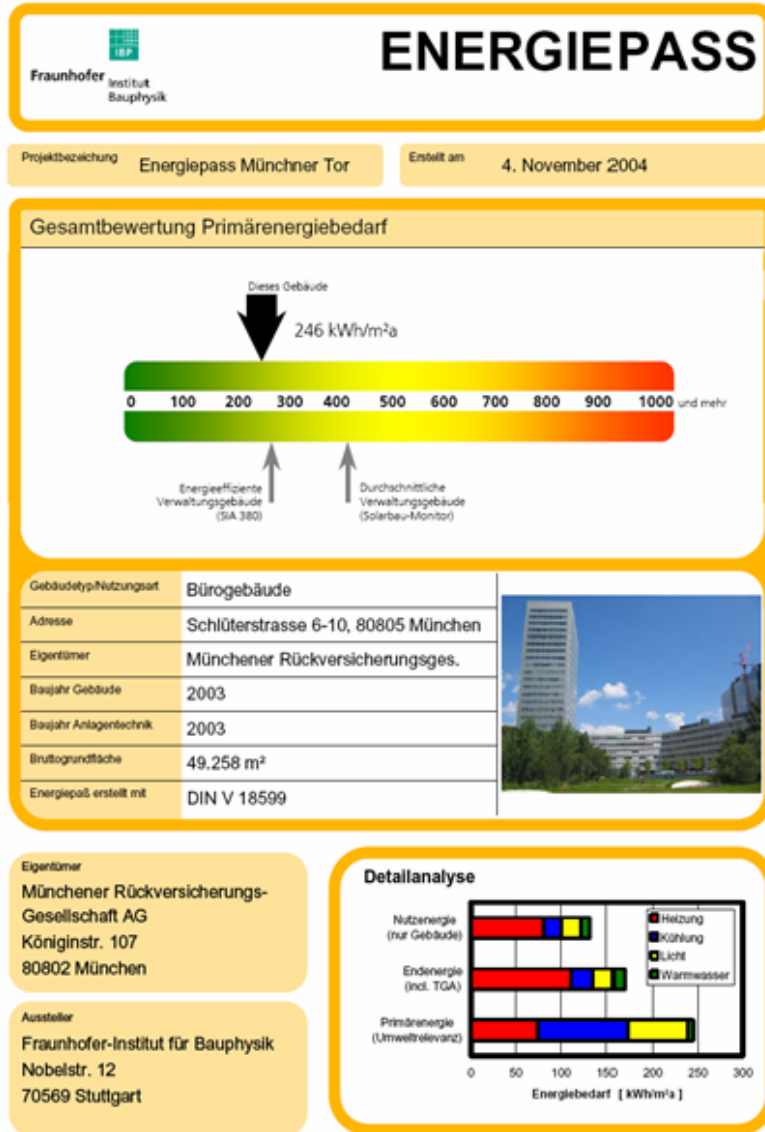 IBP
Fraunhofer Institut
Bauphysik
ENERGIEPASS
Projektbezeichung Energiepass Münchner Tor
Erstellt am 4. November 2004
Gesamtbewertung Primärenergiebedarf
Dieses Gebäude
246 kWh/m²a
0 100 200 300 400 500 600 700 800 900 1000 und mehr
Energieeffiziente
Verwaltungsgebäude
(SIA 380)
Durchschnittliche
Verwaltungsgebäude
(Solarbau-Monitor)
Gebäudetyp/Nutzungsart Bürogebäude
Adresse Schlüterstrasse 6-10, 80805 München
Eigentümer Münchener Rückversicherungsges.
Baujahr Gebäude 2003
Baujahr Anlagentechnik 2003
Bruttogrundfläche 49.258 m²
Energiepaß erstellt mit DIN V 18599
Eigentümer
Münchener Rückversicherungs-
Gesellschaft AG
Königinstr. 107
80802 München
Aussteller
Fraunhofer-Institut für Bauphysik
Nobelstr. 12
70569 Stuttgart
Detailanalyse
Nutzenergie
(nur Gebäude)
Endenergie
(incl. TGA)
Primärenergie
(Umweltrelevanz)
Heizung
Kühlung
Licht
Warmwasser
0 50 100 150 200 250 300
Energiebedarf [ kWh/m²a ]